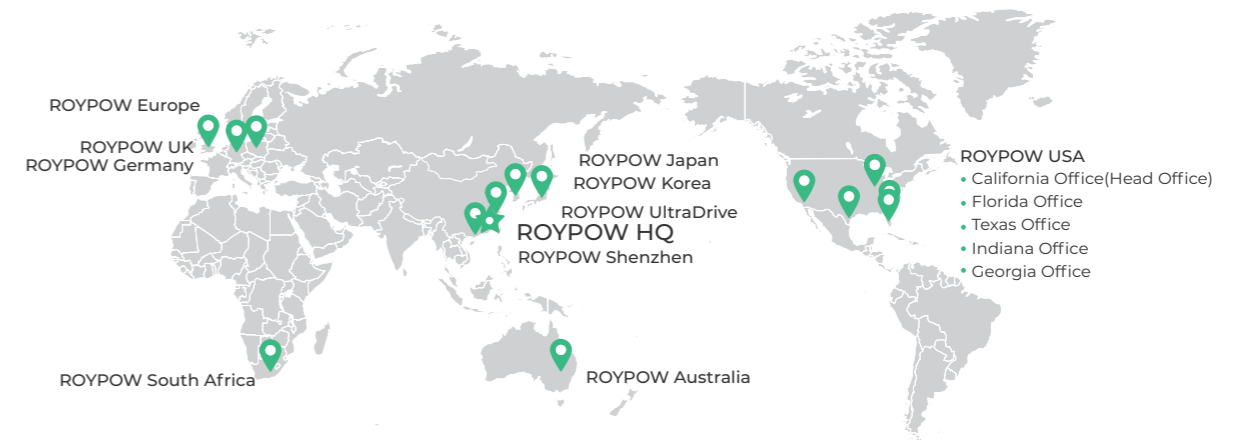 ROYPOW Europe
ROYPOW UK
ROYPOW Germany
ROYPOW South Africa
ROYPOW Japan
ROYPOW Korea
ROYPOW UltraDrive
ROYPOW HQ
ROYPOW Shenzhen
ROYPOW Australia
ROYPOW USA
• California Office(Head Office)
• Florida Office
• Texas Office
• Indiana Office
• Georgia Office